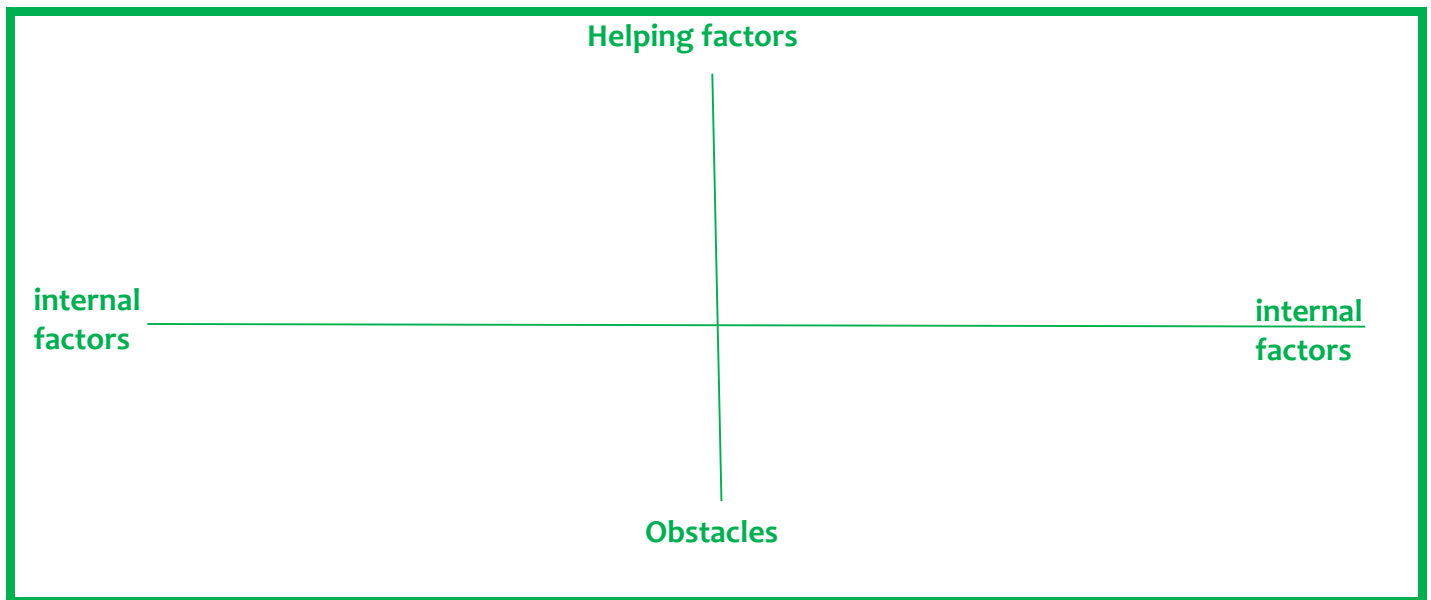 Helping factors
internal
factors
internal
factors
Obstacles